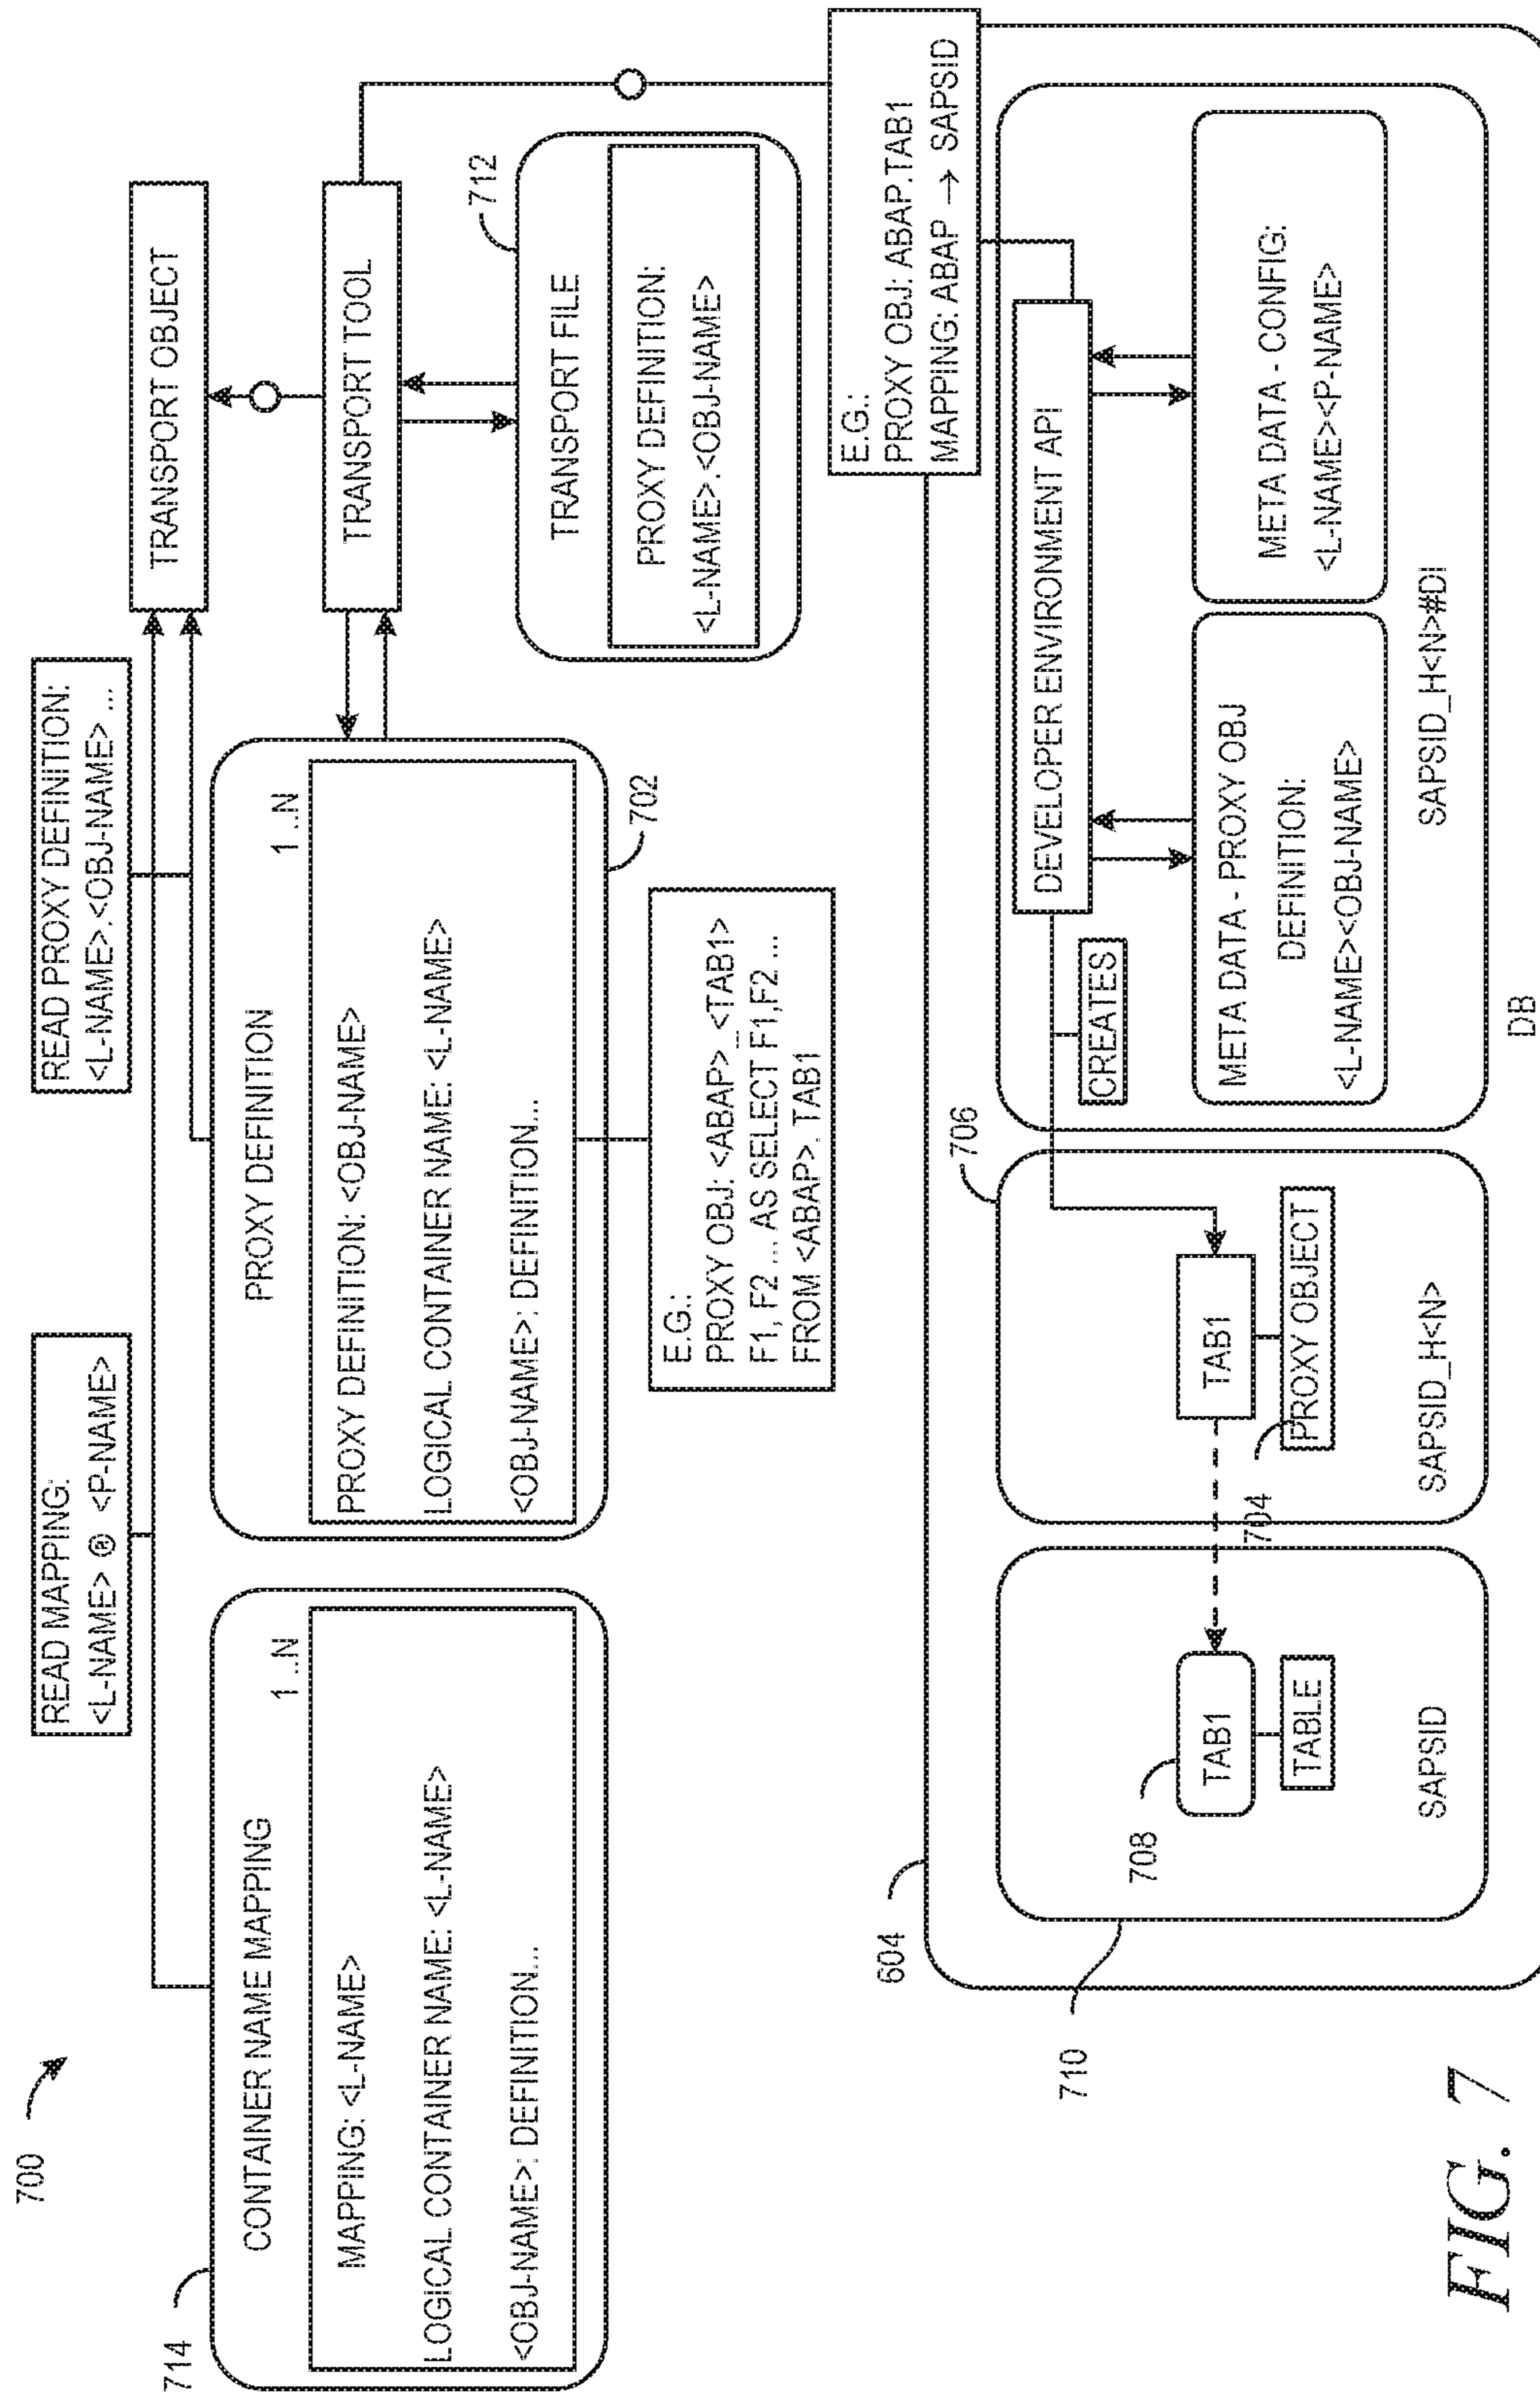 700
READ MAPPING:
<L-NAME> ® <P-NAME>
READ PROXY DEFINITION:
<L-NAME>.<OBJ-NAME> ...
TRANSPORT OBJECT
714
CONTAINER NAME MAPPING
1 ..N
MAPPING: <L-NAME>
LOGICAL CONTAINER NAME: <L-NAME>
<OBJ-NAME>: DEFINITION...
PROXY DEFINITION
1 ..N
PROXY DEFINITION: <OBJ-NAME>
LOGICAL CONTAINER NAME: <L-NAME>
<OBJ-NAME>: DEFINITION...
702
TRANSPORT TOOL
712
TRANSPORT FILE
PROXY DEFINITION:
<L-NAME>.<OBJ-NAME>
E.G.:
PROXY OBJ: <ABAP>_<TAB1>
F1, F2 ... AS SELECT F1,F2 ...
FROM <ABAP>. TAB1
E.G.:
PROXY OBJ: ABAP.TAB1
MAPPING: ABAP → SAPSID
604
710
708
TAB1
TABLE
SAPSID
706
TAB1
704
PROXY OBJECT
SAPSID_H<N>
CREATES
DEVELOPER ENVIRONMENT API
META DATA - PROXY OBJ
DEFINITION:
<L-NAME><OBJ-NAME>
META DATA - CONFIG:
<L-NAME><P-NAME>
SAPSID_H<N>#DI
DB
FIG. 7